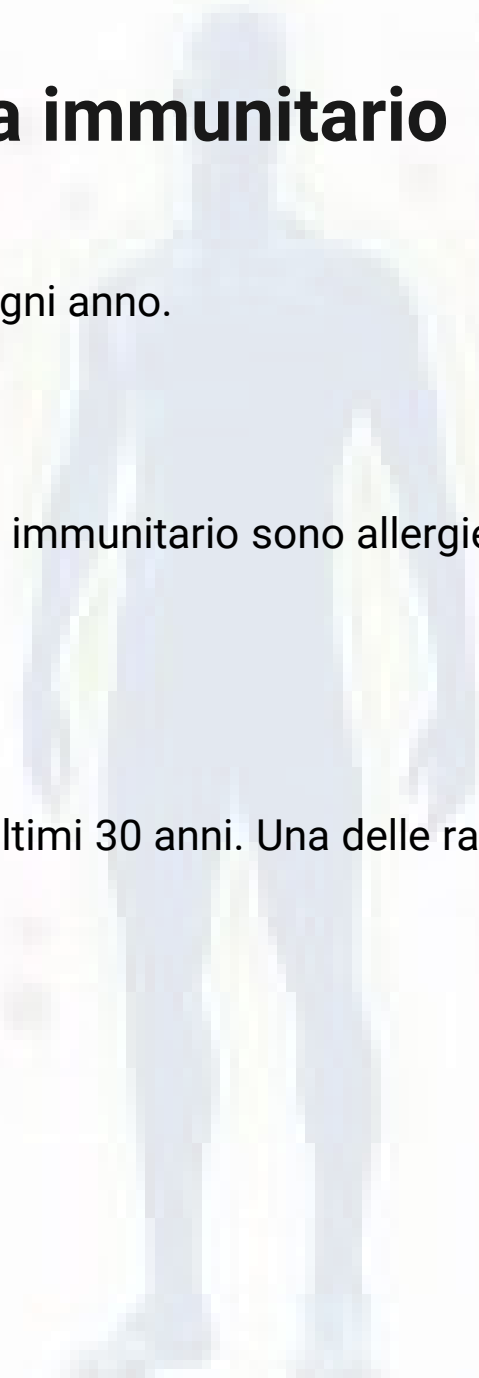 a immunitario
gni anno.
immunitario sono allergie
ltimi 30 anni. Una delle ra